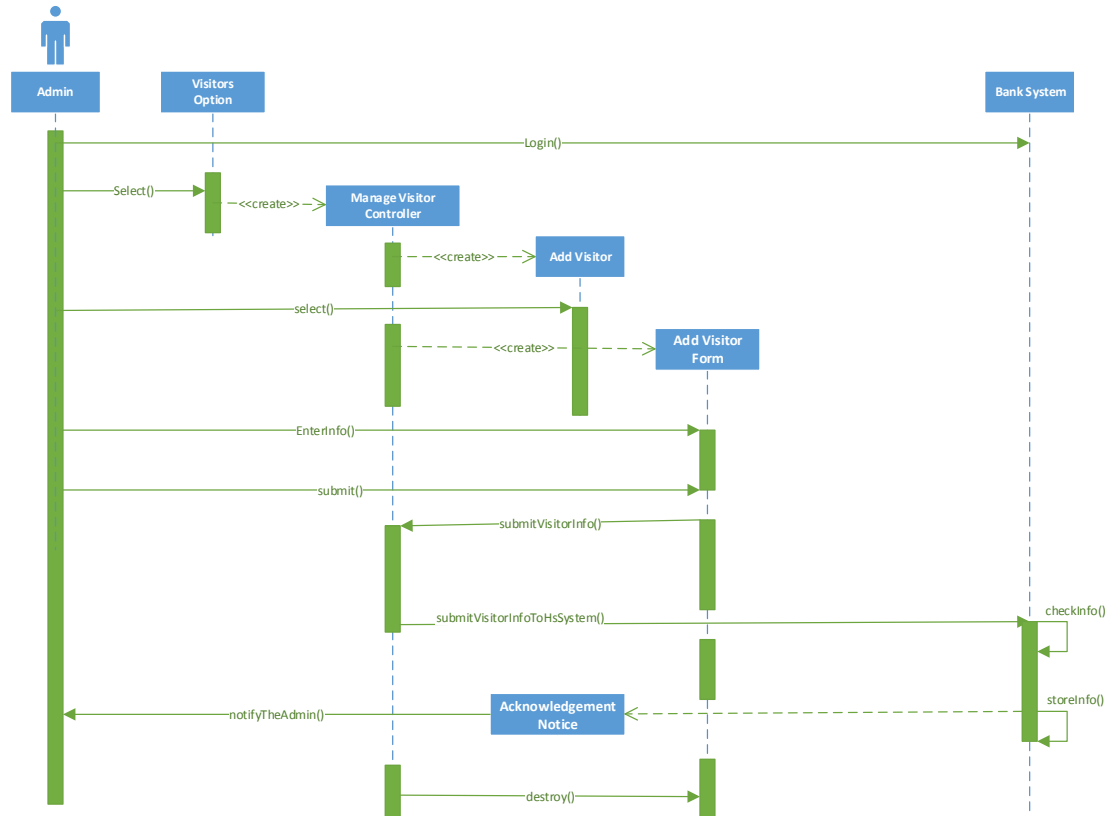 Admin
Visitors
Option
Bank System
Login()
Select()
<<create>>
Manage Visitor
Controller
<<create>>
Add Visitor
select()
<<create>>
Add Visitor
Form
EnterInfo()
submit()
submitVisitorInfo()
submitVisitorInfoToHsSystem()
checkInfo()
storeInfo()
Acknowledgement
Notice
notifyTheAdmin()
destroy()